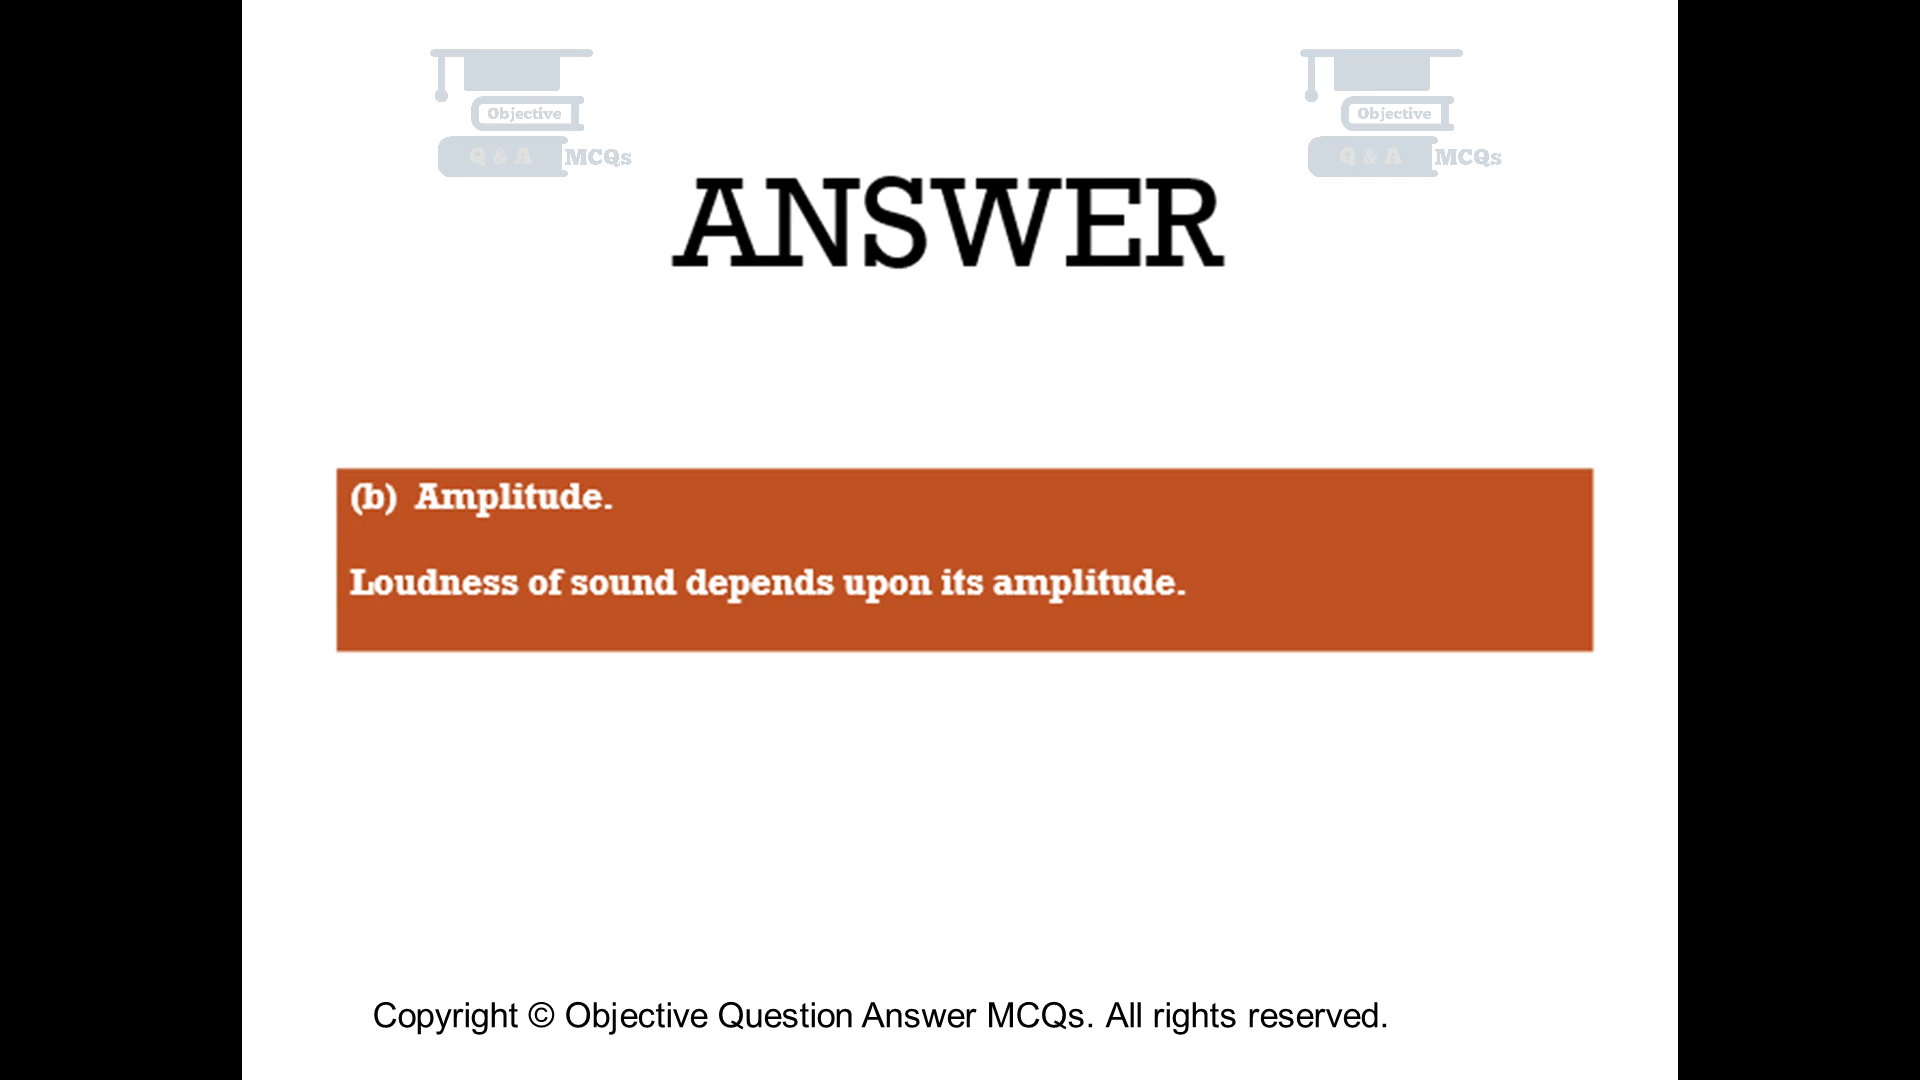 Objective
Q & A MCQs
Objective
Q & A MCQs
ANSWER
(b) Amplitude.
Loudness of sound depends upon its amplitude.
Copyright © Objective Question Answer MCQs. All rights reserved.